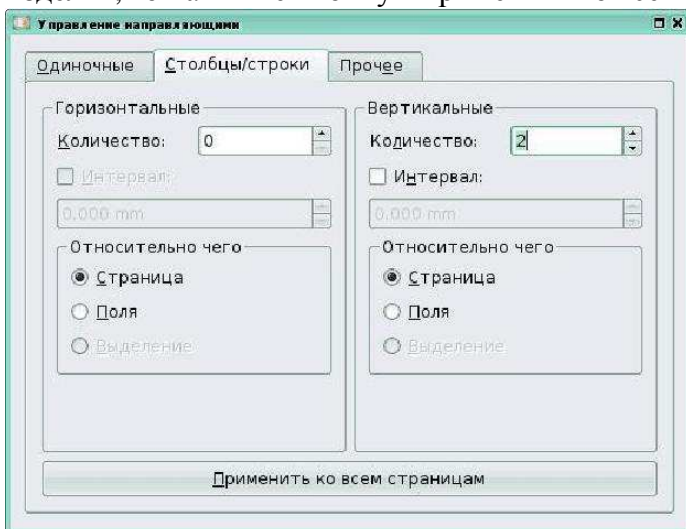 Управление направляющими
Одиночные Столбцы/строки Прочее
Горизонтальные
Количество: 0
Интервал:
0,000 mm
Относительно чего
Страница
Поля
Выделение
Вертикальные
Количество: 2
Интервал:
0,000 mm
Относительно чего
Страница
Поля
Выделение
Применить ко всем страницам